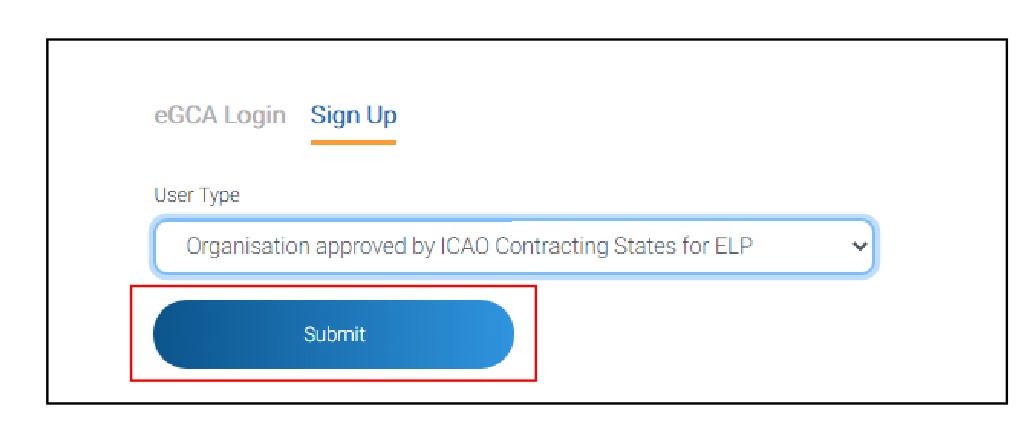 eGCA Login Sign Up
User Type
Organisation approved by ICAO Contracting States for ELP
Submit